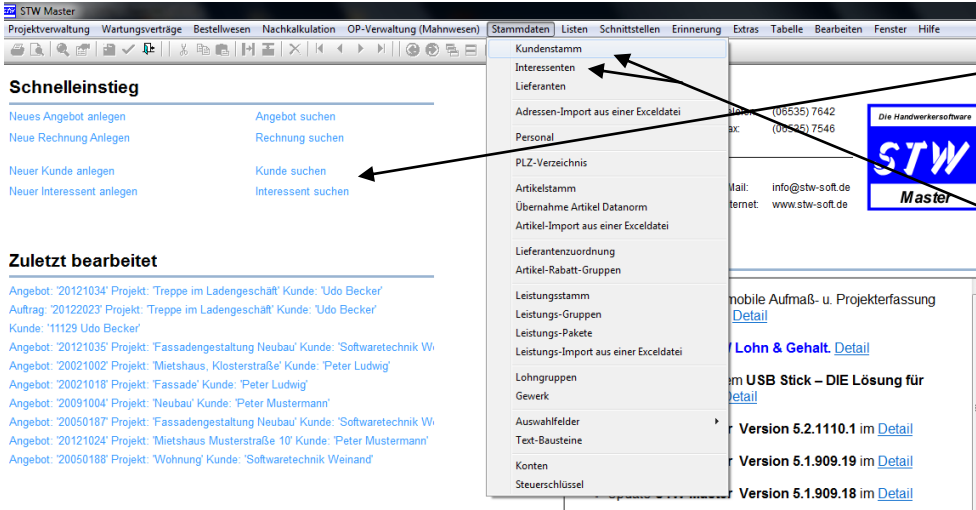 STW Master
Projektverwaltung Wartungsverträge Bestellwesen Nachkalkulation OP-Verwaltung (Mahnwesen) Stammdaten Listen Schnittstellen Erinnerung Extras Tabelle Bearbeiten Fenster Hilfe
Schnelleinstieg
Neues Angebot anlegen Angebot suchen
Neue Rechnung Anlegen Rechnung suchen
Neuer Kunde anlegen Kunde suchen
Neuer Interessent anlegen Interessent suchen
Zuletzt bearbeitet
Angebot: '20121034' Projekt: 'Treppe im Ladengeschäft' Kunde: 'Udo Becker'
Auftrag: '20122023' Projekt: 'Treppe im Ladengeschäft' Kunde: 'Udo Becker'
Kunde: '11129 Udo Becker'
Angebot: '20121035' Projekt: 'Fassadengestaltung Neubau' Kunde: 'Softwaretechnik W
Angebot: '20021002' Projekt: 'Mietshaus, Klosterstraße' Kunde: 'Peter Ludwig'
Angebot: '20021018' Projekt: 'Fassade' Kunde: 'Peter Ludwig'
Angebot: '20091004' Projekt: 'Neubau' Kunde: 'Peter Mustermann'
Angebot: '20050187' Projekt: 'Fassadengestaltung Neubau' Kunde: 'Softwaretechnik W
Angebot: '20121024' Projekt: 'Mietshaus Musterstraße 10' Kunde: 'Peter Mustermann'
Angebot: '20050188' Projekt: 'Wohnung' Kunde: 'Softwaretechnik Weinand'
Kundenstamm
Interessenten
Lieferanten
Adressen-Import aus einer Exceldatei
Personal
PLZ-Verzeichnis
Artikelstamm
Übernahme Artikel Datanorm
Artikel-Import aus einer Exceldatei
Lieferantenzuordnung
Artikel-Rabatt-Gruppen
Leistungsstamm
Leistungs-Gruppen
Leistungs-Pakete
Leistungs-Import aus einer Exceldatei
Lohngruppen
Gewerk
Auswahlfelder
Text-Bausteine
Konten
Steuerschlüssel
elefon: (06535) 7642
ax: (06535) 7546
Mail: info@stw-soft.de
ternet: www.stw-soft.de
Die Handwerkersoftware
STW
Master
mobile Aufmaß- u. Projekterfassung
Detail
Lohn & Gehalt. Detail
em USB Stick – DIE Lösung für
Detail
r Version 5.2.1110.1 im Detail
r Version 5.1.909.19 im Detail
r Version 5.1.909.18 im Detail